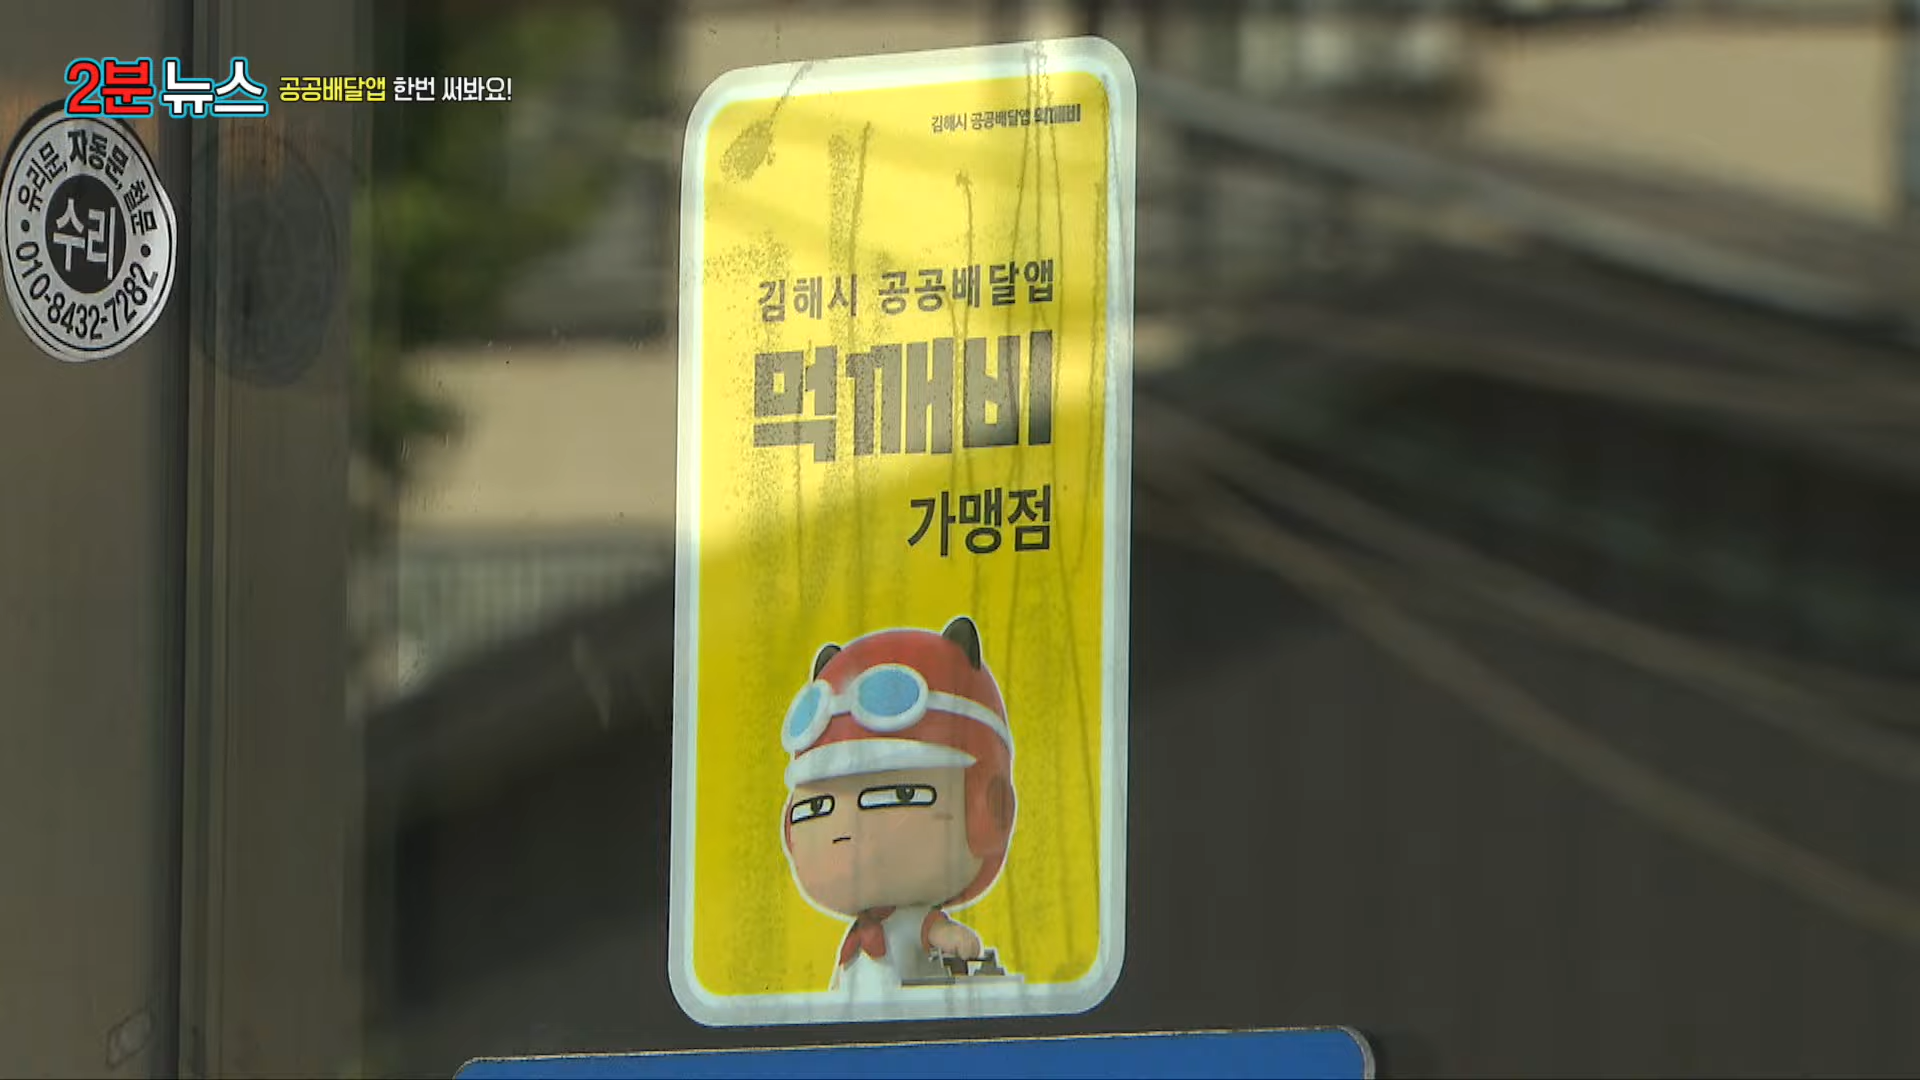 2분 뉴스 공공배달앱 한번 써봐요!
유리문, 자동문, 철문
수리
010-8432-7282
김해시 공공배달앱 먹깨비
김해시 공공배달앱
먹깨비
가맹점